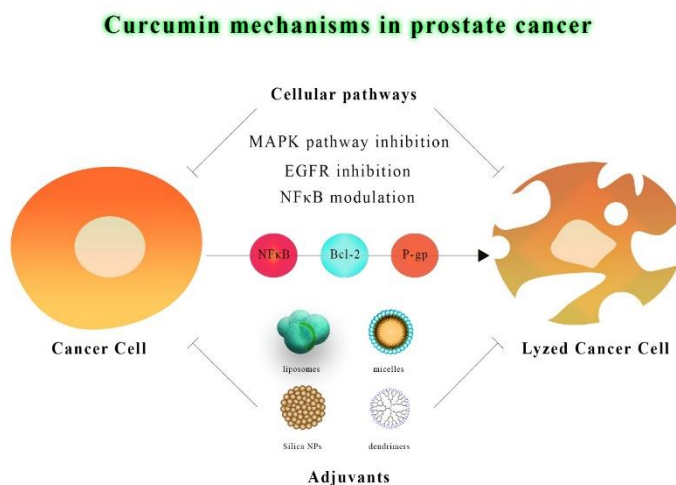 Curcumin mechanisms in prostate cancer
Cellular pathways
MAPK pathway inhibition
EGFR inhibition
NFκB modulation
NFκB
Bcl-2
P-gp
Cancer Cell
Lyzed Cancer Cell
liposomes
micelles
Silica NPs
dendrimers
Adjuvants